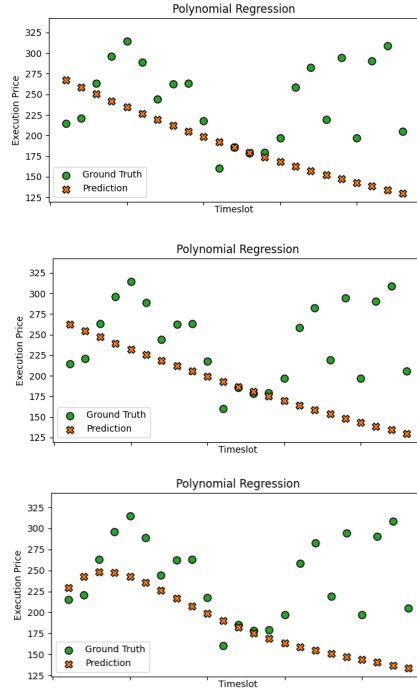 Polynomial Regression
325
300
275
250
225
200
175
150
125
Execution Price
Ground Truth
Prediction
Timeslot
Polynomial Regression
325
300
275
250
225
200
175
150
125
Execution Price
Ground Truth
Prediction
Timeslot
Polynomial Regression
325
300
275
250
225
200
175
150
125
Execution Price
Ground Truth
Prediction
Timeslot